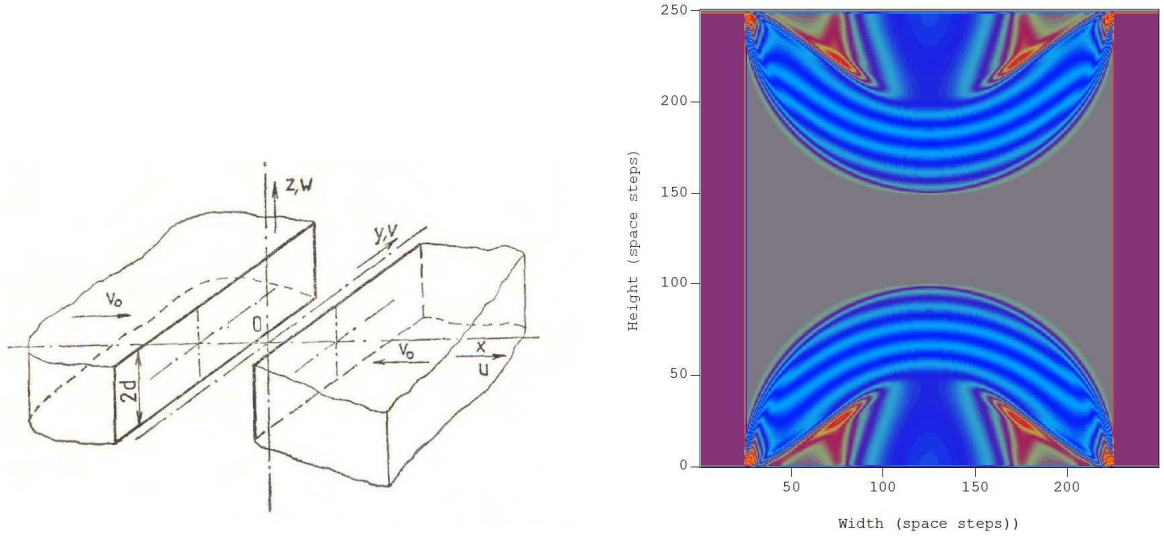 z,w
y,v
v₀
0
v₀
x
u
2d
250
200
150
100
50
0
Height (space steps)
50
100
150
200
Width (space steps))